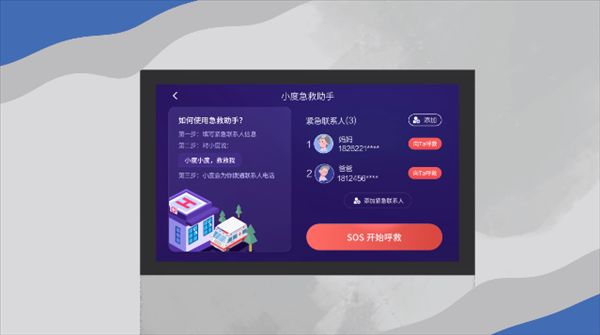 小度急救助手
如何使用急救助手?
第一步：填写紧急联系人信息
第二步：对小度说：
小度小度，救救我
第三步：小度会为你拨通联系人电话
紧急联系人(3)
添加
1 妈妈
1826221****
向Ta呼救
2 爸爸
1812456****
向Ta呼救
添加紧急联系人
SOS 开始呼救